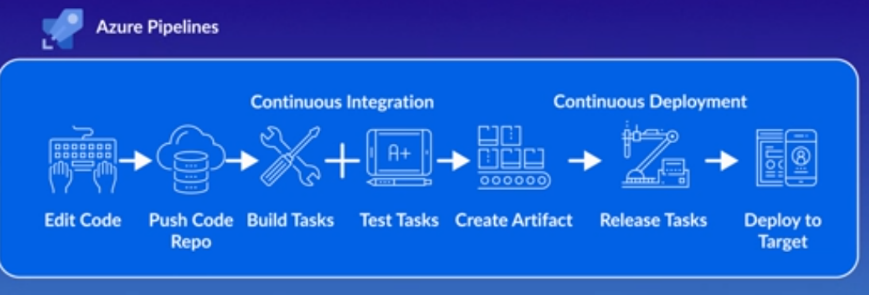 Azure Pipelines
Continuous Integration
Continuous Deployment
A+
Edit Code
Push Code
Repo
Build Tasks
Test Tasks
Create Artifact
Release Tasks
Deploy to
Target